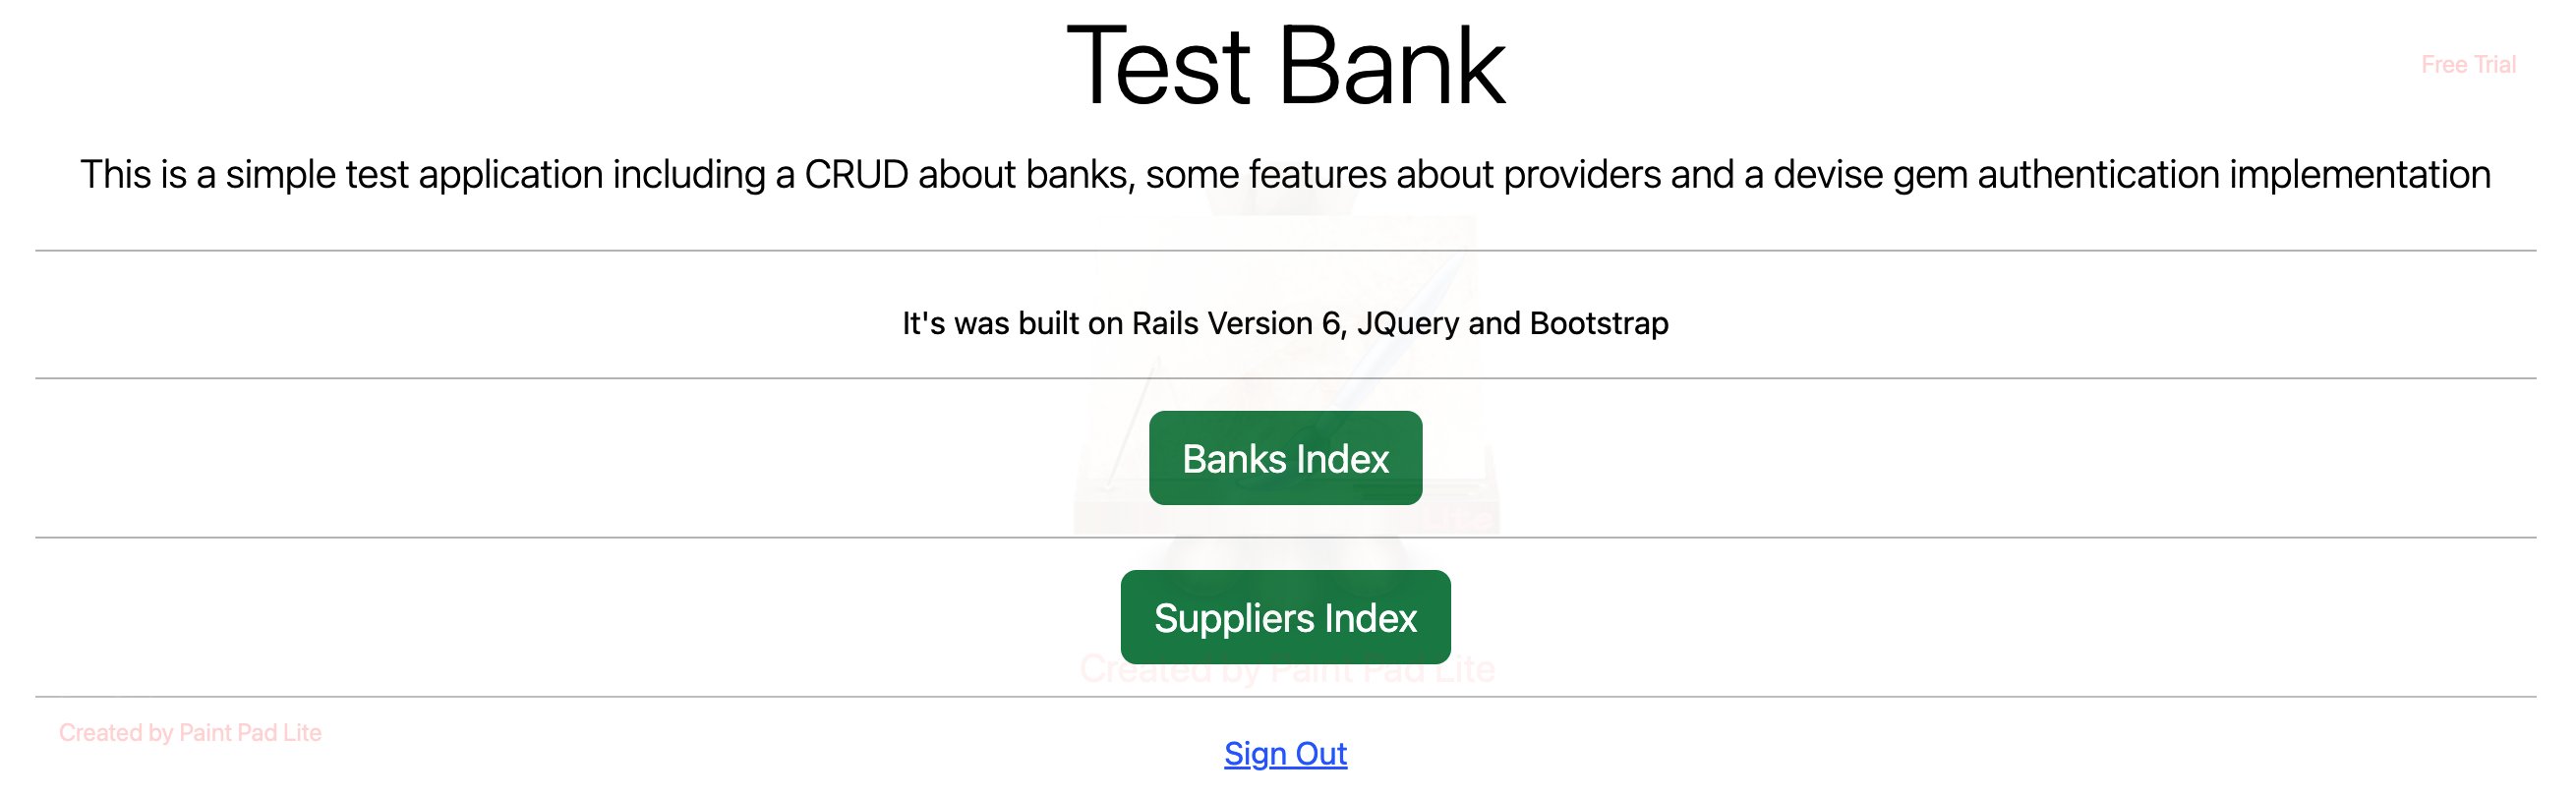 Test Bank
Free Trial
This is a simple test application including a CRUD about banks, some features about providers and a devise gem authentication implementation
It's was built on Rails Version 6, JQuery and Bootstrap
Banks Index
Suppliers Index
Created by Paint Pad Lite
Created by Paint Pad Lite
Sign Out